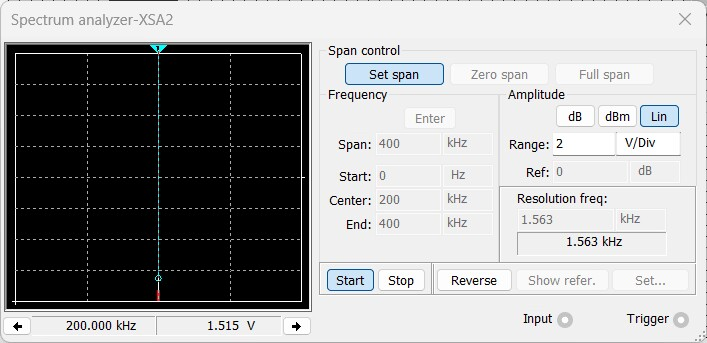 Spectrum analyzer-XSA2
1
Span control
Set span Zero span Full span
Frequency
Enter
Span: 400 kHz
Start: 0 Hz
Center: 200 kHz
End: 400 kHz
Amplitude
dB dBm Lin
Range: 2 V/Div
Ref: 0 dB
Resolution freq:
1.563 kHz
1.563 kHz
Start Stop Reverse Show refer. Set...
200.000 kHz 1.515 V
Input Trigger